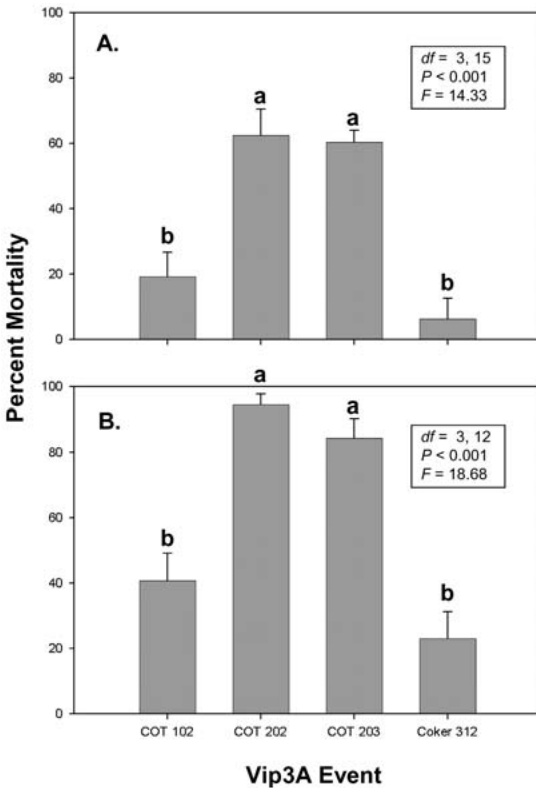 100
A.
df = 3, 15
P < 0.001
F = 14.33
80
a
a
60
40
b
20
b
0
Percent Mortality
100
a
B.
a
df = 3, 12
P < 0.001
F = 18.68
80
60
b
40
b
20
0
COT 102 COT 202 COT 203 Coker 312
Vip3A Event